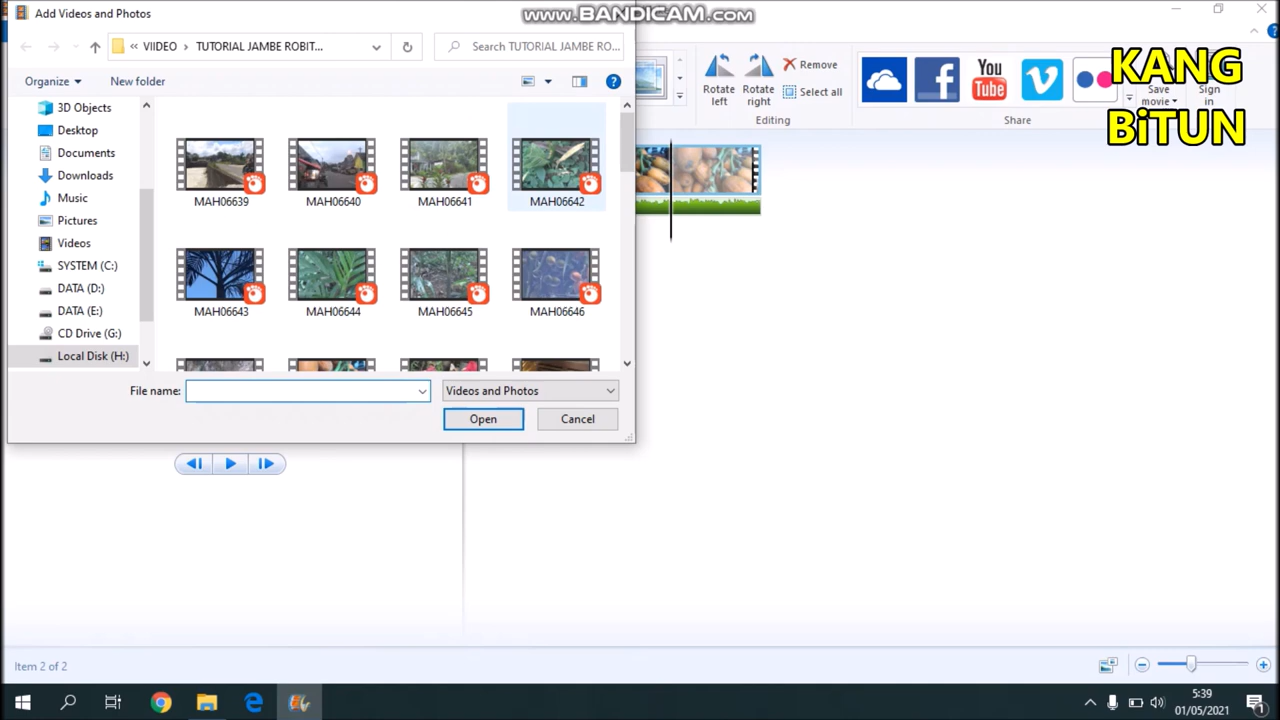 Add Videos and Photos
www.BANDICAM.com
VIIDEO
TUTORIAL JAMBE ROBIT...
Search TUTORIAL JAMBE RO...
Organize
New folder
3D Objects
Desktop
Documents
Downloads
Music
Pictures
Videos
SYSTEM (C:)
DATA (D:)
DATA (E:)
CD Drive (G:)
Local Disk (H:)
MAH06639
MAH06640
MAH06641
MAH06642
MAH06643
MAH06644
MAH06645
MAH06646
File name:
Videos and Photos
Open
Cancel
Rotate left
Rotate right
Remove
Select all
Editing
You Tube
Save movie
Sign in
Share
KANG
BiTUN
Item 2 of 2
5:39
01/05/2021
1